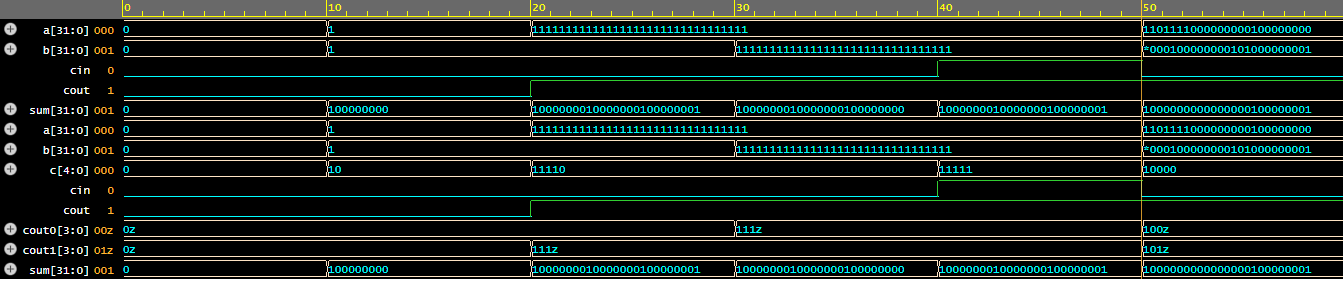 0 10 20 30 40 50
a[31:0] 000 0 1 11111111111111111111111111111111 1101111000000000100000000
b[31:0] 001 0 1 11111111111111111111111111111111 *000100000000010100000001
cin 0
cout 1
sum[31:0] 001 0 100000000 1000000010000000100000001 1000000010000000100000000 1000000010000000100000001 1000000000000000100000001
a[31:0] 000 0 1 11111111111111111111111111111111 1101111000000000100000000
b[31:0] 001 0 1 11111111111111111111111111111111 *000100000000010100000001
c[4:0] 000 0 10 11110 11111 10000
cin 0
cout 1
cout0[3:0] 00z 0z 111z 100z
cout1[3:0] 01z 0z 111z 101z
sum[31:0] 001 0 100000000 1000000010000000100000001 1000000010000000100000000 1000000010000000100000001 1000000000000000100000001